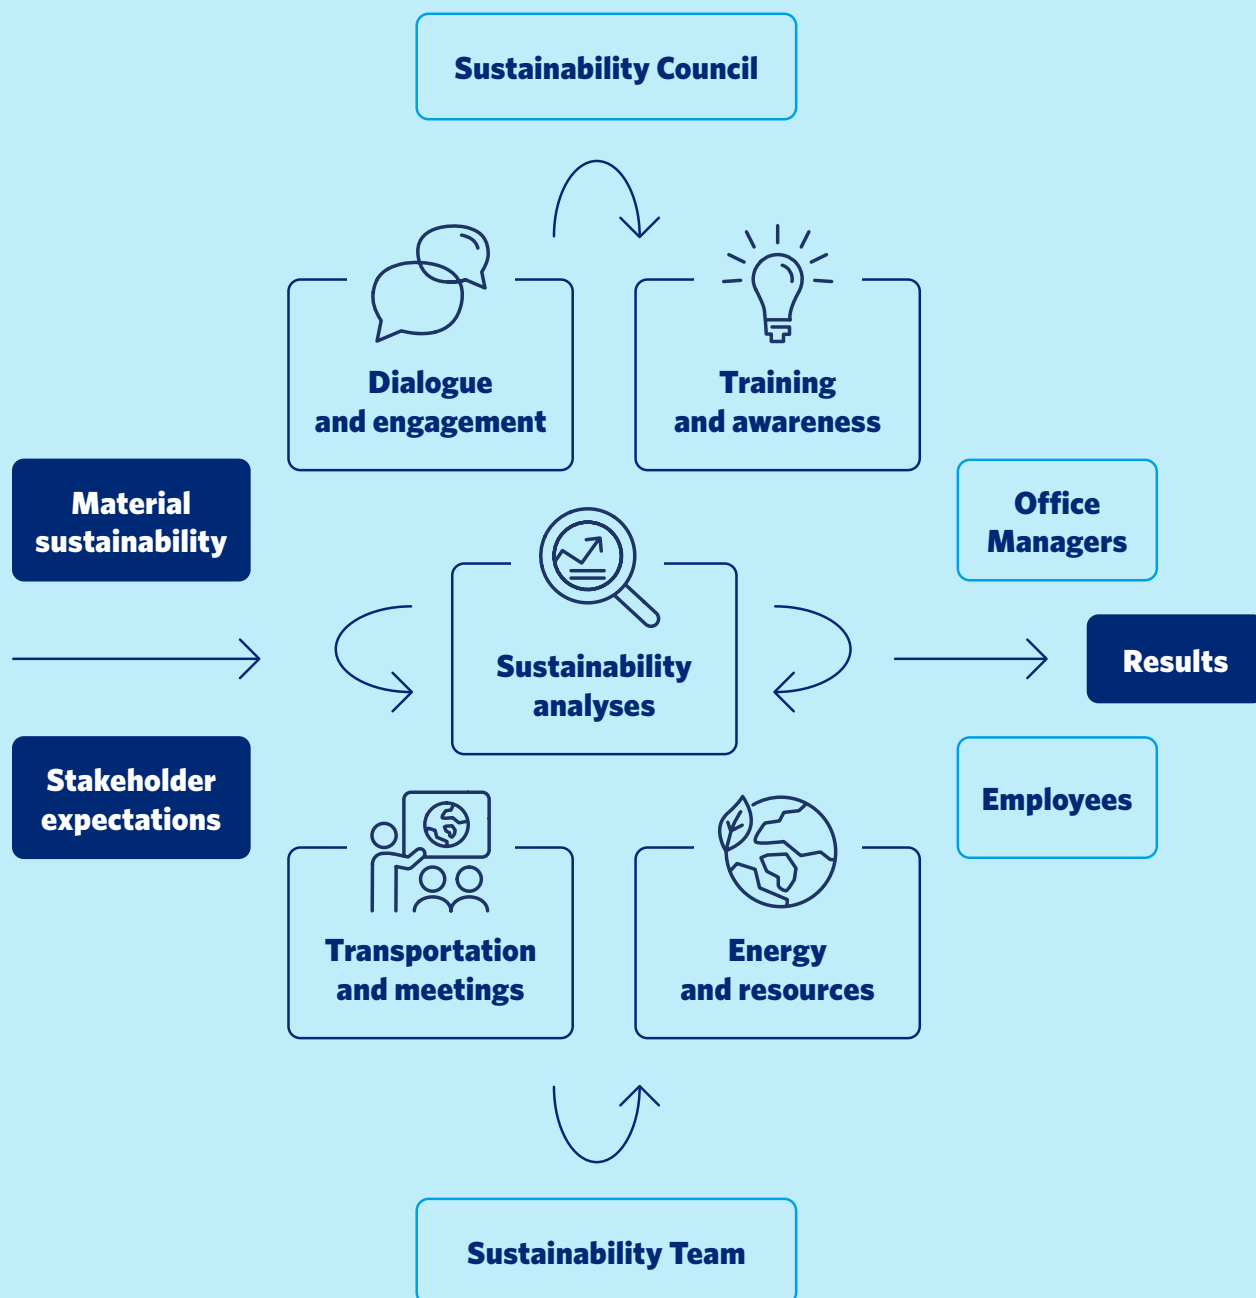 Sustainability Council
Dialogue
and engagement
Training
and awareness
Material
sustainability
Office
Managers
Sustainability
analyses
Results
Stakeholder
expectations
Employees
Transportation
and meetings
Energy
and resources
Sustainability Team